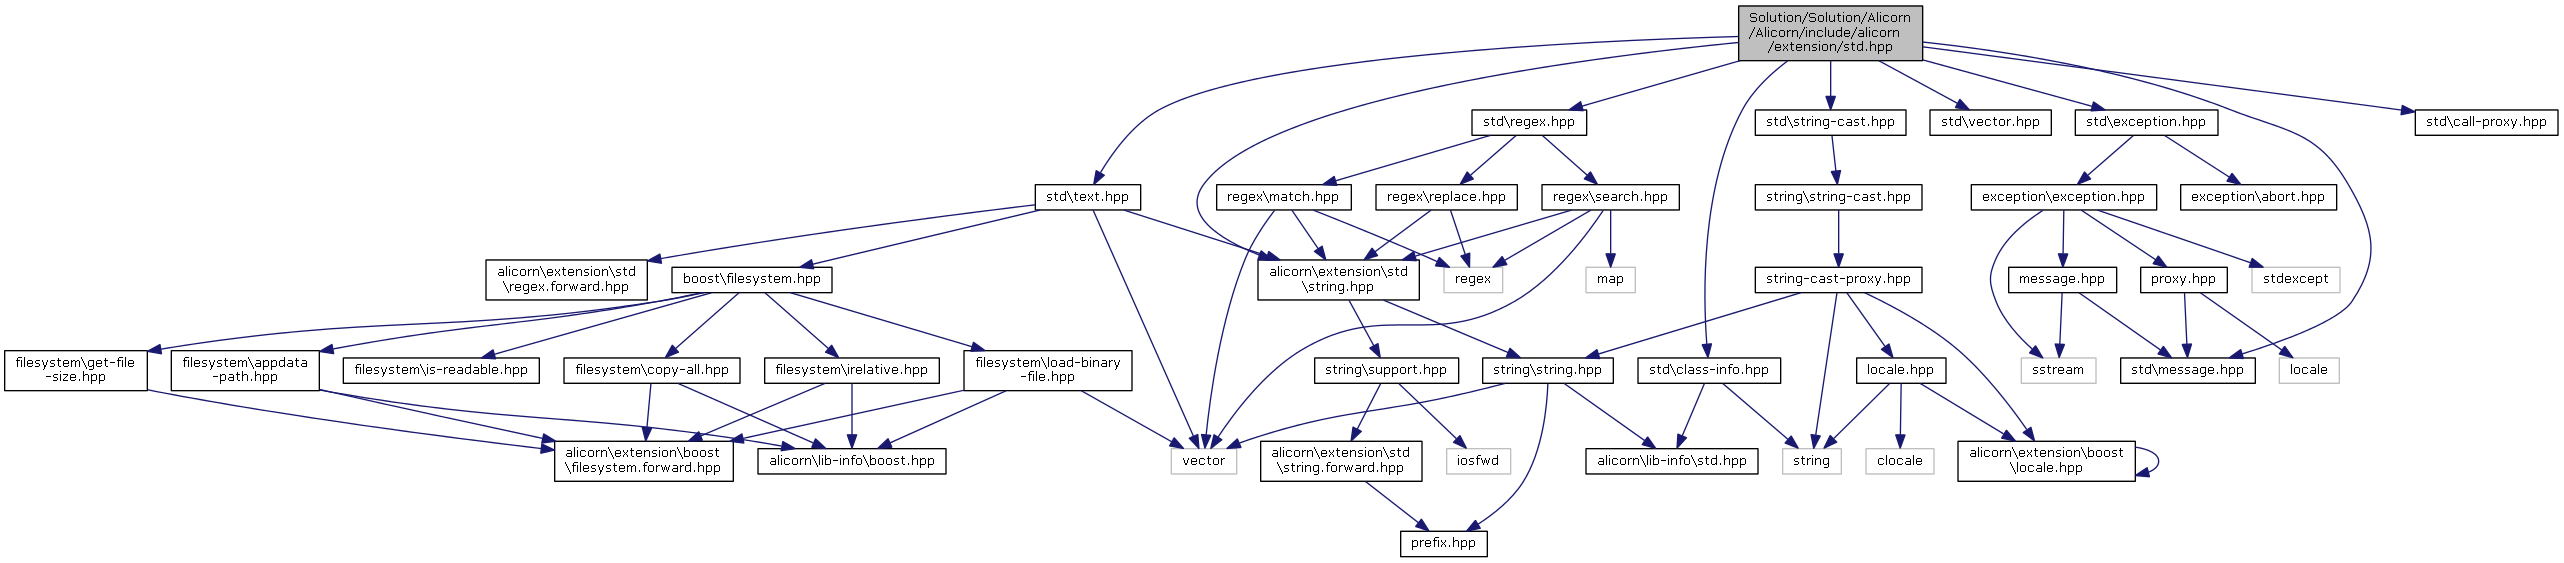 Solution/Solution/Alicorn
/Alicorn/include/alicorn
/extension/std.hpp
std\regex.hpp
std\string-cast.hpp
std\vector.hpp
std\exception.hpp
std\call-proxy.hpp
std\text.hpp
regex\match.hpp
regex\replace.hpp
regex\search.hpp
string\string-cast.hpp
exception\exception.hpp
exception\abort.hpp
alicorn\extension\std
\regex.forward.hpp
boost\filesystem.hpp
alicorn\extension\std
\string.hpp
regex
map
string-cast-proxy.hpp
message.hpp
proxy.hpp
stdexcept
filesystem\get-file
-size.hpp
filesystem\appdata
-path.hpp
filesystem\is-readable.hpp
filesystem\copy-all.hpp
filesystem\irelative.hpp
filesystem\load-binary
-file.hpp
string\support.hpp
string\string.hpp
std\class-info.hpp
locale.hpp
sstream
std\message.hpp
locale
alicorn\extension\boost
\filesystem.forward.hpp
alicorn\lib-info\boost.hpp
vector
alicorn\extension\std
\string.forward.hpp
iosfwd
alicorn\lib-info\std.hpp
string
clocale
alicorn\extension\boost
\locale.hpp
prefix.hpp